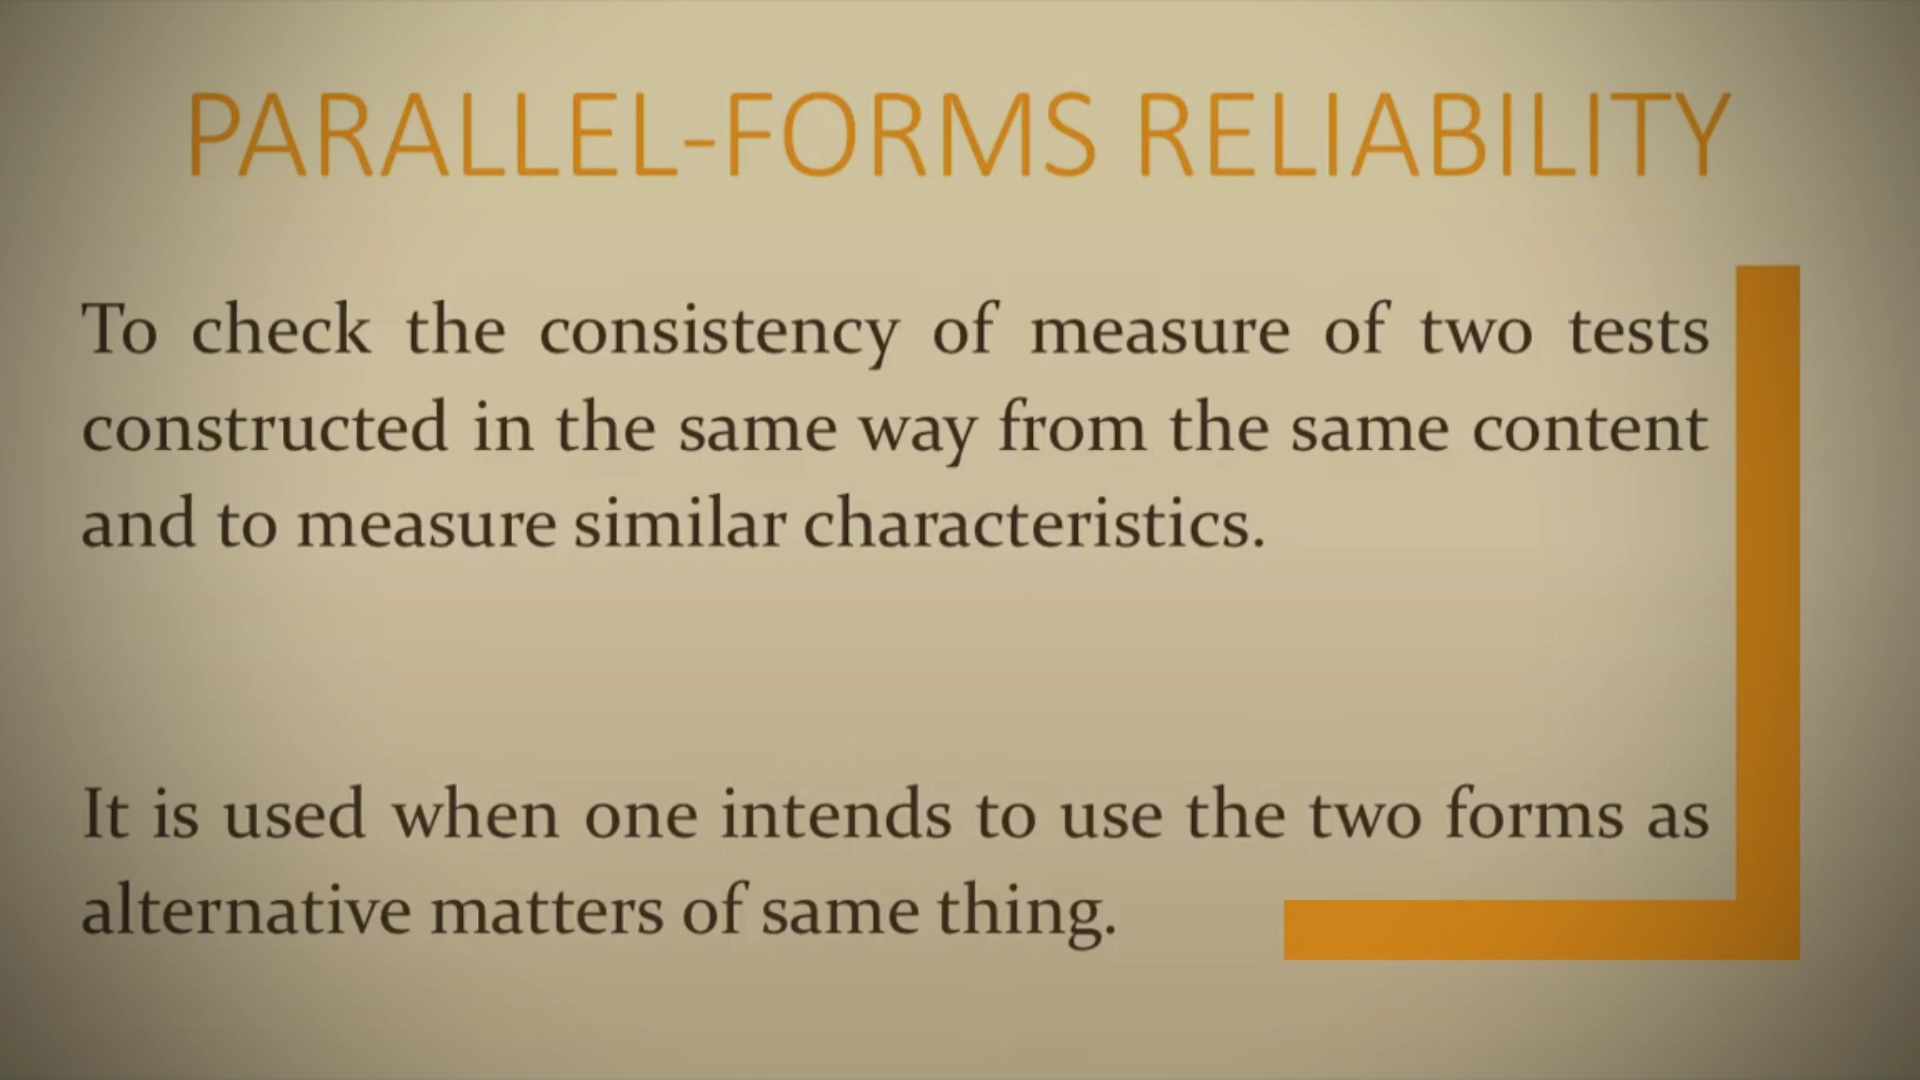 PARALLEL-FORMS RELIABILITY
To check the consistency of measure of two tests
constructed in the same way from the same content
and to measure similar characteristics.
It is used when one intends to use the two forms as
alternative matters of same thing.